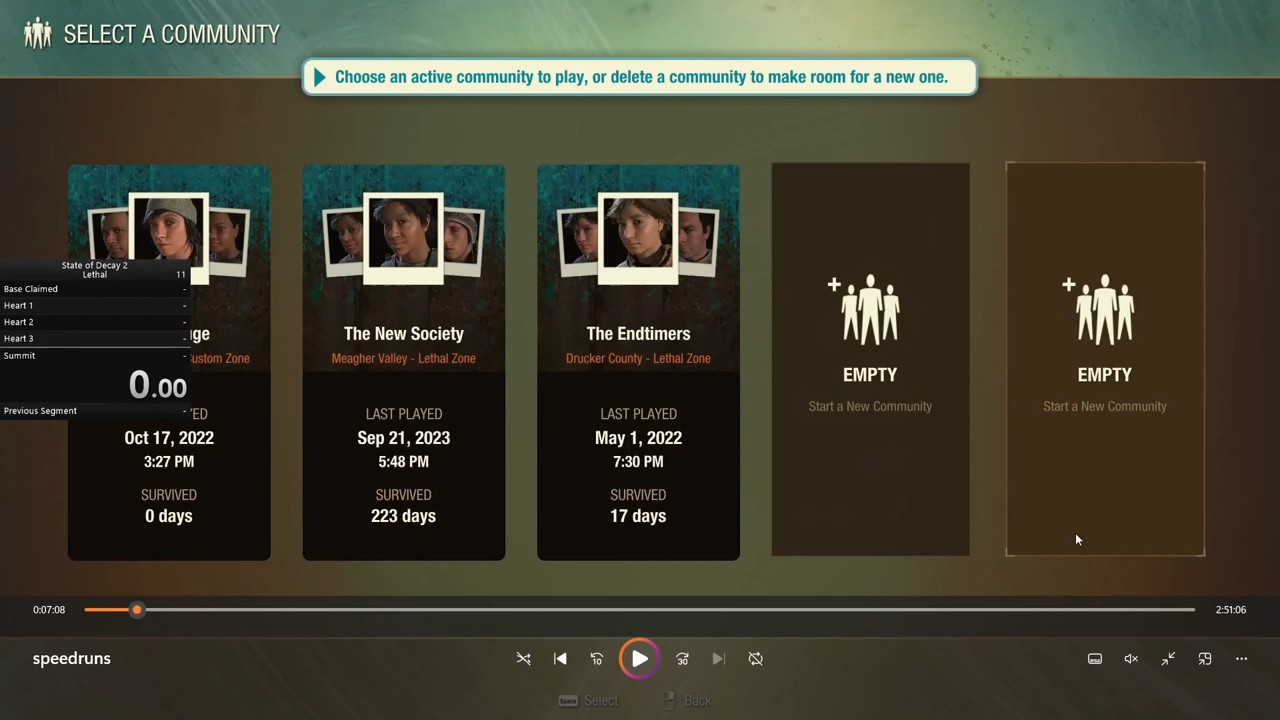 SELECT A COMMUNITY
Choose an active community to play, or delete a community to make room for a new one.
State of Decay 2
Lethal 11
Base Claimed -
Heart 1 -
Heart 2 -
Heart 3 -
Summit -
0.00
Previous Segment -
Custom Zone
Oct 17, 2022
3:27 PM
SURVIVED
0 days
The New Society
Meagher Valley - Lethal Zone
LAST PLAYED
Sep 21, 2023
5:48 PM
SURVIVED
223 days
The Endtimers
Drucker County - Lethal Zone
LAST PLAYED
May 1, 2022
7:30 PM
SURVIVED
17 days
EMPTY
Start a New Community
EMPTY
Start a New Community
0:07:08
2:51:06
speedruns
10
30
Space Select
Back